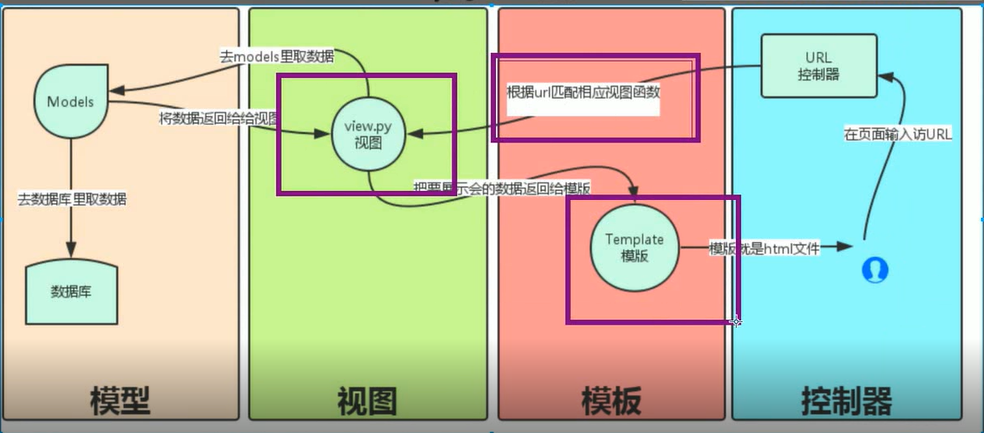 去models里取数据
URL
控制器
Models
根据url匹配相应视图函数
将数据返回给给视图
view.py
视图
在页面输入访URL
去数据库里取数据
把要展示会的数据返回给模版
Template
模版
模版就是html文件
数据库
模型
视图
模板
控制器